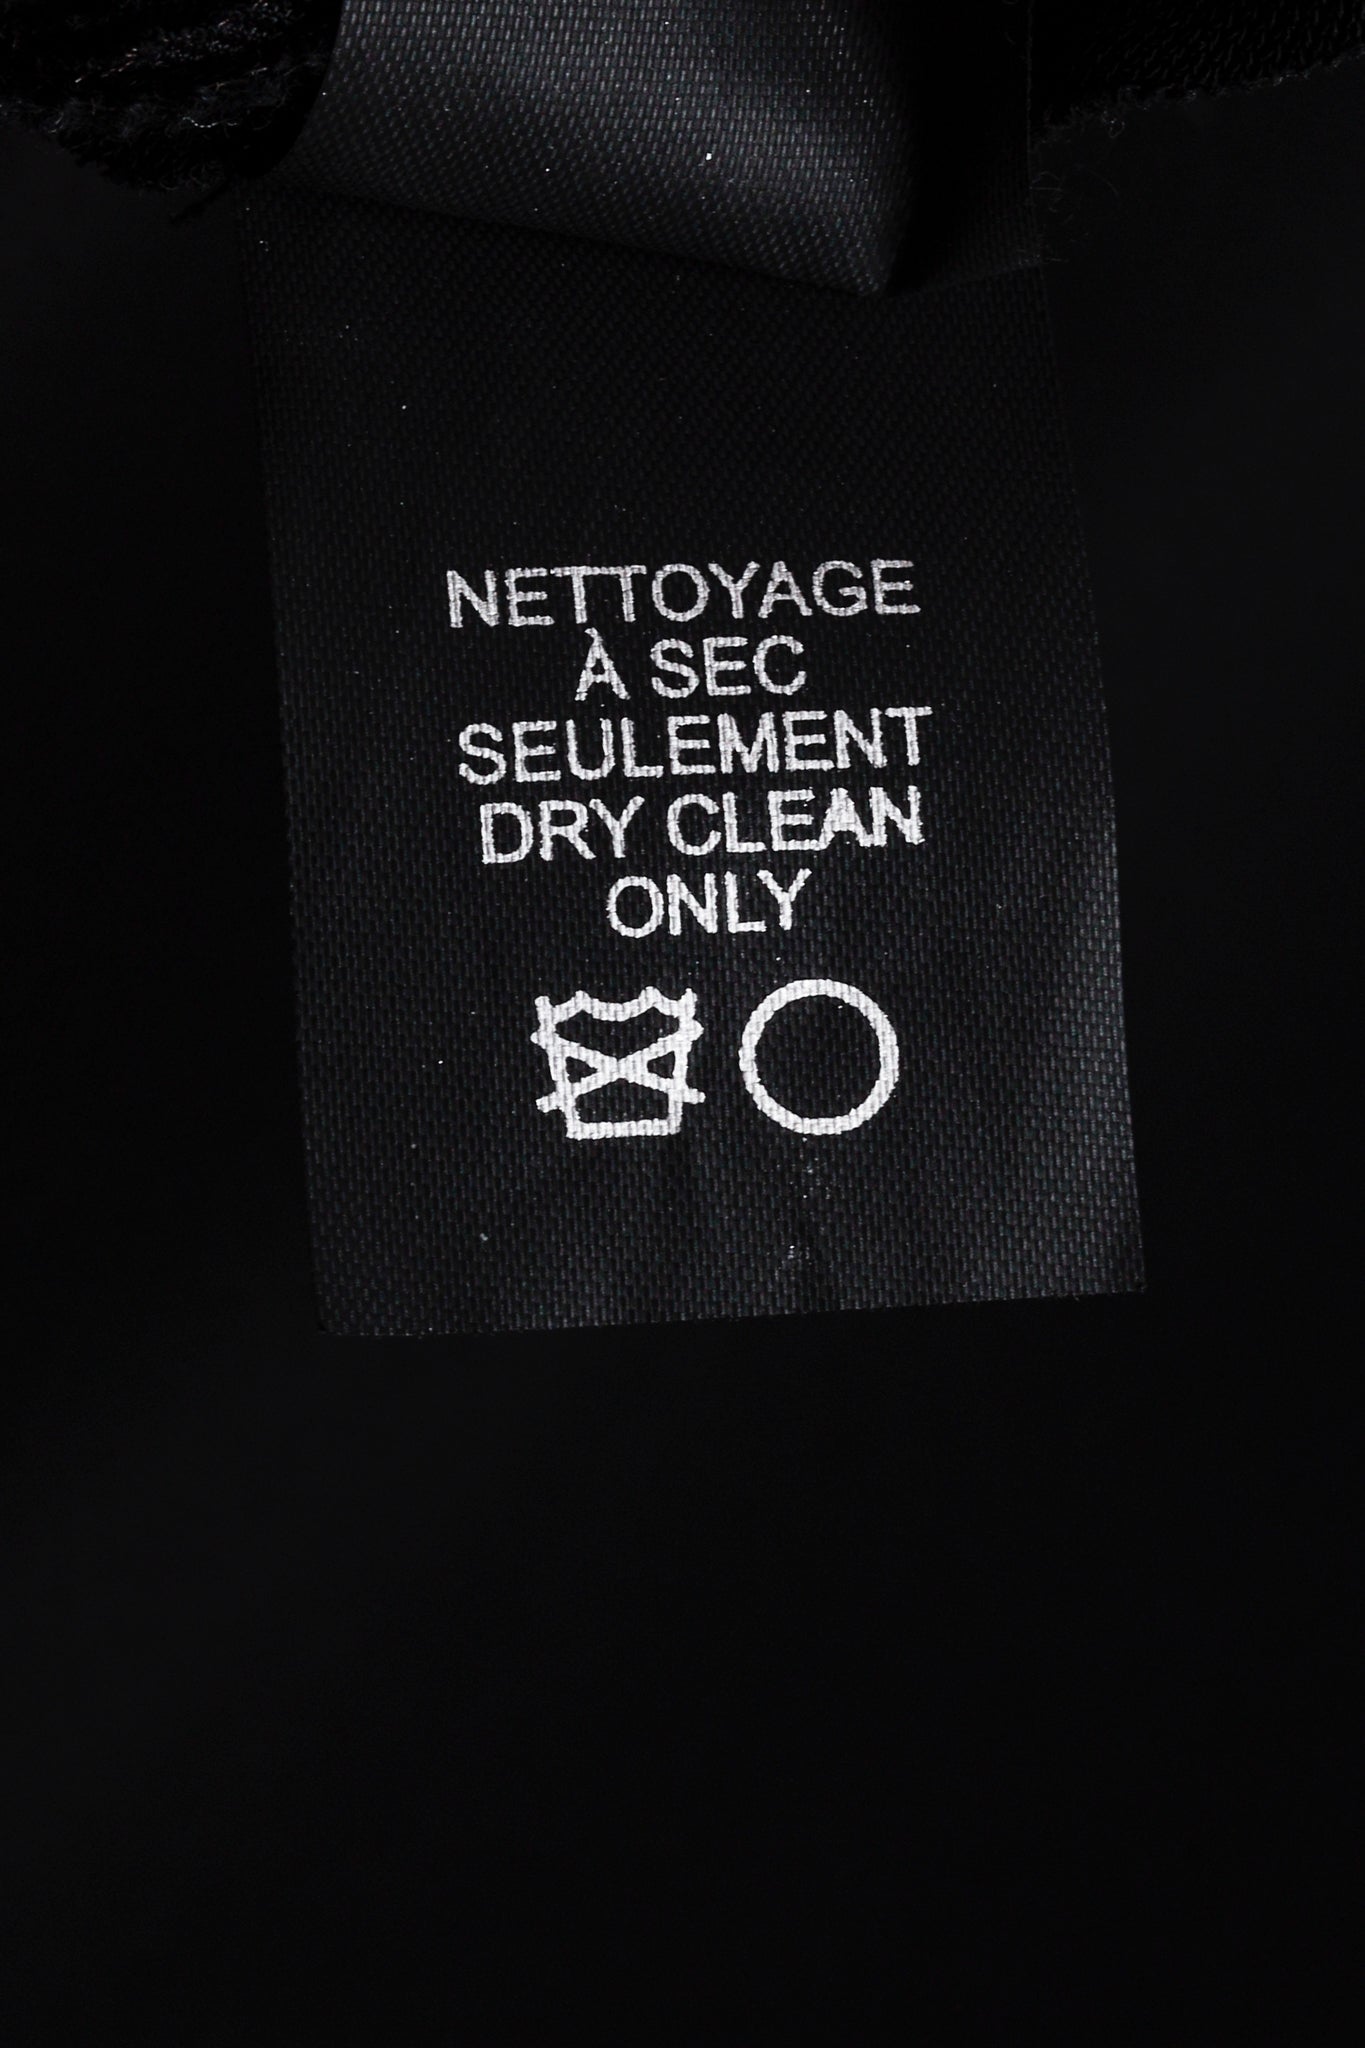 NETTOYAGE
À SEC
SEULEMENT
DRY CLEAN
ONLY